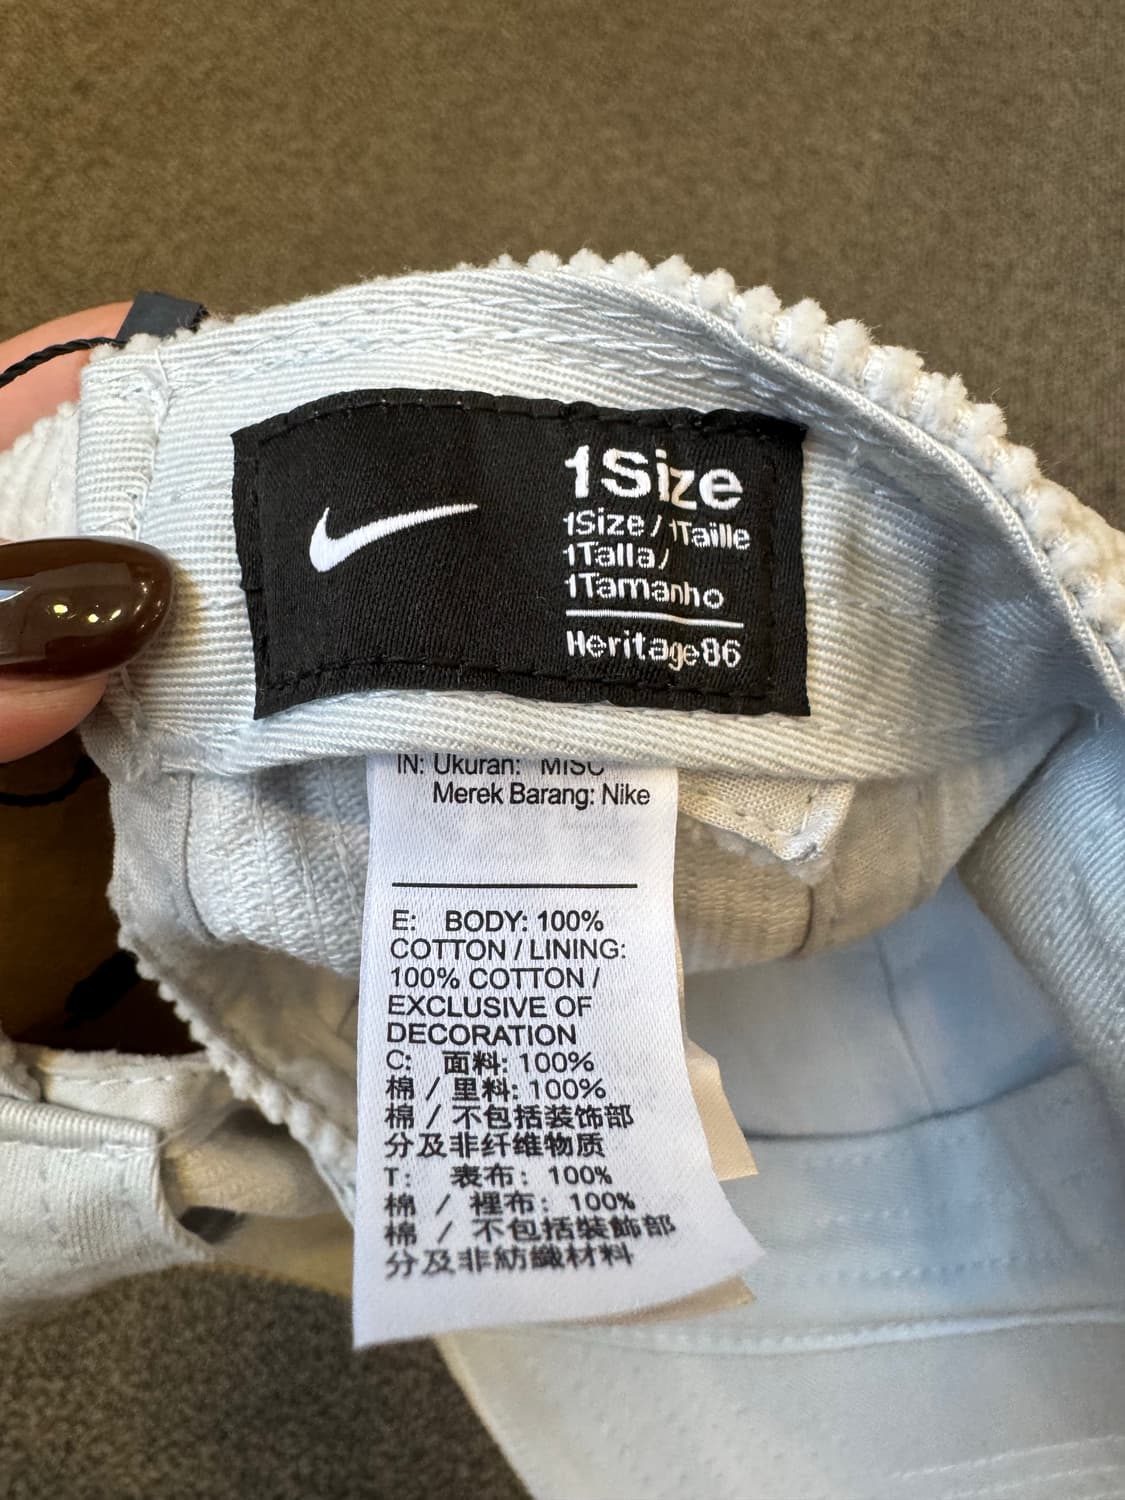 1Size
1Size / 1Taille
1Talla/
1Tamanho
Heritage86
IN: Ukuran: MISC
Merek Barang: Nike
E: BODY: 100%
COTTON / LINING:
100% COTTON /
EXCLUSIVE OF
DECORATION
C: 面料: 100%
棉 / 里料: 100%
棉 / 不包括装饰部
分及非纤维物质
T: 表布: 100%
棉 / 裡布: 100%
棉 / 不包括裝飾部
分及非紡織材料